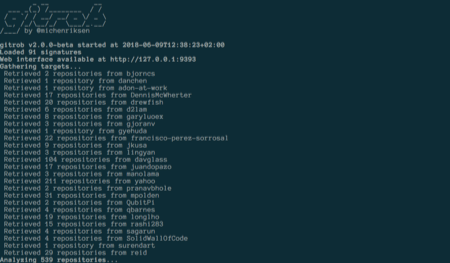 by @michenriksen
gitrob v2.0.0-beta started at 2018-06-09T12:38:23+02:00
Loaded 91 signatures
Web interface available at http://127.0.0.1:9393
Gathering targets...
Retrieved 2 repositories from bjorncs
Retrieved 1 repository from danchen
Retrieved 1 repository from adon-at-work
Retrieved 17 repositories from DennisMcWherter
Retrieved 20 repositories from drewfish
Retrieved 6 repositories from d2lam
Retrieved 8 repositories from garyluoex
Retrieved 3 repositories from gjoranv
Retrieved 1 repository from gyehuda
Retrieved 22 repositories from francisco-perez-sorrosal
Retrieved 9 repositories from jkusa
Retrieved 3 repositories from lingyan
Retrieved 104 repositories from davglass
Retrieved 17 repositories from juandopazo
Retrieved 3 repositories from manolama
Retrieved 211 repositories from yahoo
Retrieved 2 repositories from pranavbhole
Retrieved 31 repositories from mpolden
Retrieved 2 repositories from QubitPi
Retrieved 4 repositories from qbarnes
Retrieved 19 repositories from longlho
Retrieved 15 repositories from rashi283
Retrieved 4 repositories from sagarun
Retrieved 4 repositories from SolidWallOfCode
Retrieved 1 repository from surendart
Retrieved 29 repositories from reid
Analysing 539 repositories...